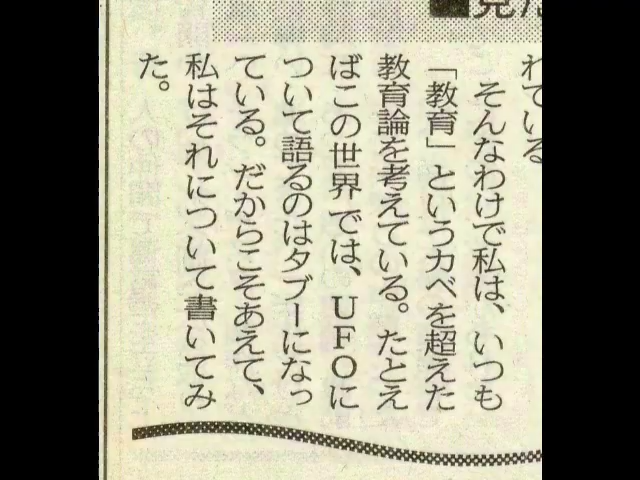 見た
れている
そんなわけで私は、いつも
「教育」というカベを超えた
教育論を考えている。たとえ
ばこの世界では、UFOに
ついて語るのはタブーになっ
ている。だからこそあえて、
私はそれについて書いてみ
た。